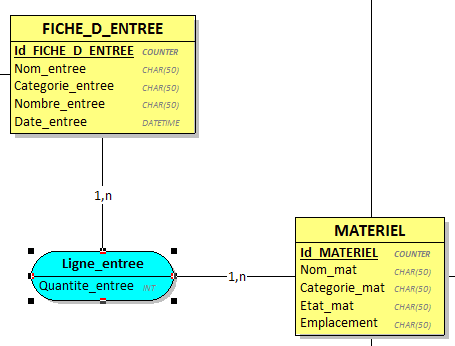 FICHE_D_ENTREE
Id_FICHE_D_ENTREE COUNTER
Nom_entree CHAR(50)
Categorie_entree CHAR(50)
Nombre_entree CHAR(50)
Date_entree DATETIME
1,n
Ligne_entree
Quantite_entree INT
1,n
MATERIEL
Id_MATERIEL COUNTER
Nom_mat CHAR(50)
Categorie_mat CHAR(50)
Etat_mat CHAR(50)
Emplacement CHAR(50)